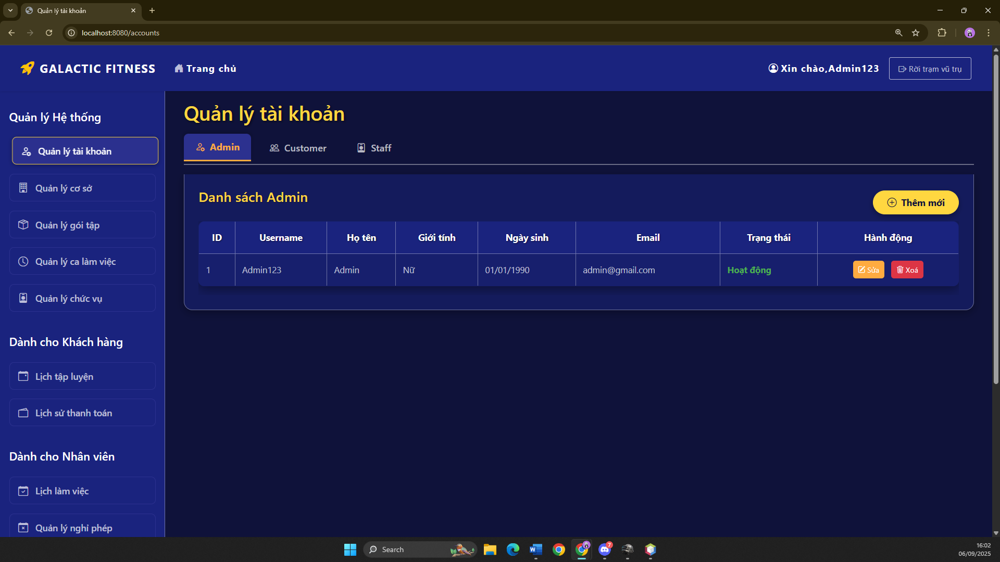 Quản lý tài khoản
localhost:8080/accounts
GALACTIC FITNESS
Trang chủ
Xin chào,Admin123
Rời trạm vũ trụ
Quản lý Hệ thống
Quản lý tài khoản
Quản lý cơ sở
Quản lý gói tập
Quản lý ca làm việc
Quản lý chức vụ
Dành cho Khách hàng
Lịch tập luyện
Lịch sử thanh toán
Dành cho Nhân viên
Lịch làm việc
Quản lý nghỉ phép
Quản lý tài khoản
Admin
Customer
Staff
Danh sách Admin
Thêm mới
ID Username Họ tên Giới tính Ngày sinh Email Trạng thái Hành động
1 Admin123 Admin Nữ 01/01/1990 admin@gmail.com Hoạt động Sửa Xoá
Search
7
16:02
06/09/2025